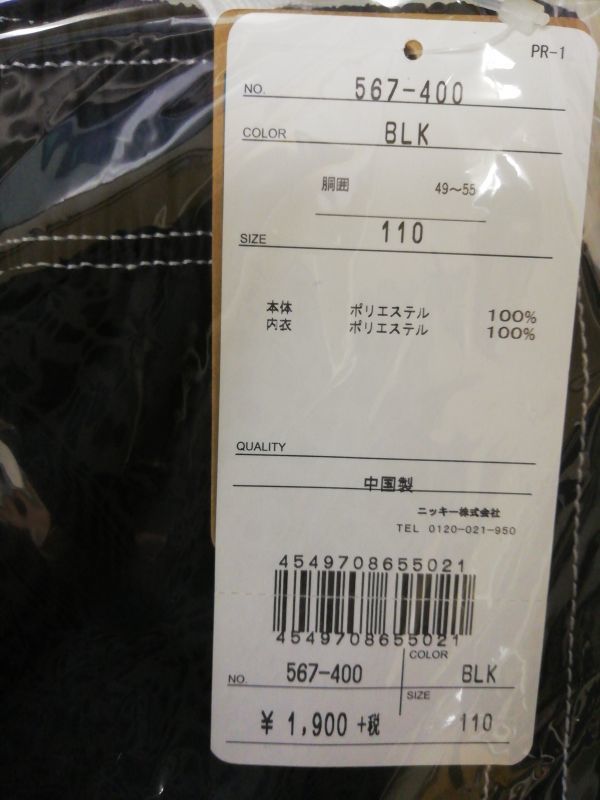 PR-1
NO. 567-400
COLOR BLK
胴囲 49～55
SIZE 110
本体 ポリエステル 100%
内衣 ポリエステル 100%
QUALITY
中国製
ニッキー株式会社
TEL 0120-021-950
4549708655021
4549708655021
NO. 567-400 COLOR BLK
¥ 1,900 +税 SIZE 110